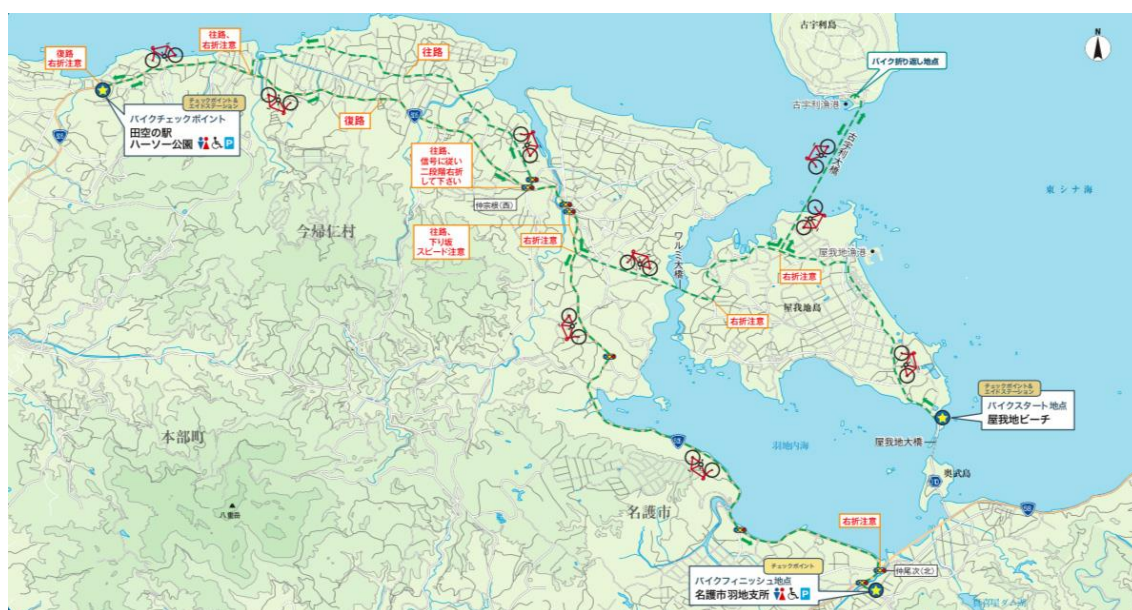 復路
右折注意
往路、
右折注意
往路
復路
チェックポイント&
エイドステーション
バイクチェックポイント
田空の駅
ハーソー公園
P
505
505
往路、
信号に従い
二段階右折
して下さい
仲宗根(西)
往路、
下り坂
スピード注意
右折注意
今帰仁村
ワルミ大橋
古宇利島
バイク折り返し地点
古宇利漁港
古宇利大橋
N
東シナ海
屋我地漁港
右折注意
屋我地島
右折注意
チェックポイント&
エイドステーション
バイクスタート地点
屋我地ビーチ
屋我地大橋
奥武島
110
58
本部町
八重岳
羽地内海
名護市
右折注意
仲尾次(北)
チェックポイント
バイクフィニッシュ地点
名護市羽地支所
P